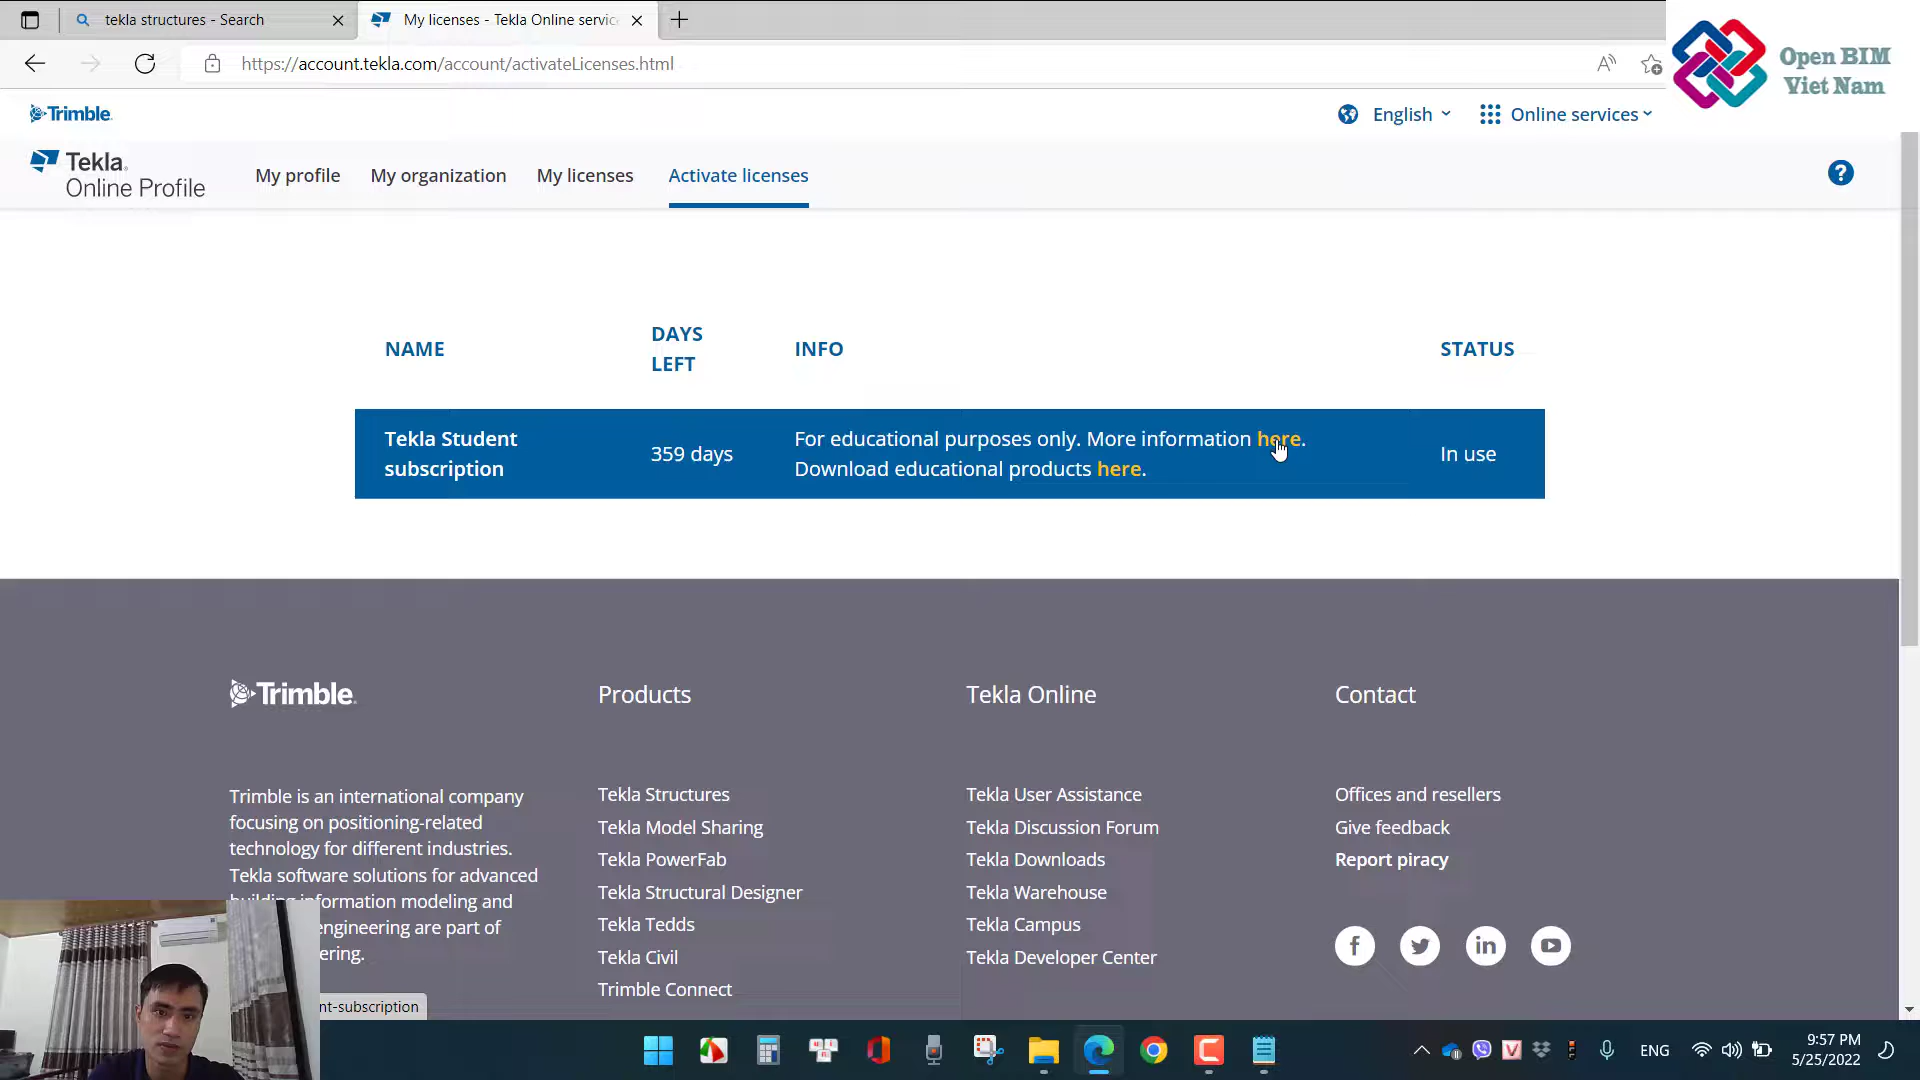 tekla structures - Search
My licenses - Tekla Online servic
https://account.tekla.com/account/activateLicenses.html
Open BIM
Viet Nam
Trimble.
English
Online services
Tekla.
Online Profile
My profile
My organization
My licenses
Activate licenses
?
NAME
DAYS
LEFT
INFO
STATUS
Tekla Student
subscription
359 days
For educational purposes only. More information here.
Download educational products here.
In use
Trimble.
Trimble is an international company
focusing on positioning-related
technology for different industries.
Tekla software solutions for advanced
building information modeling and
engineering are part of
ering.
Products
Tekla Structures
Tekla Model Sharing
Tekla PowerFab
Tekla Structural Designer
Tekla Tedds
Tekla Civil
Trimble Connect
Tekla Online
Tekla User Assistance
Tekla Discussion Forum
Tekla Downloads
Tekla Warehouse
Tekla Campus
Tekla Developer Center
Contact
Offices and resellers
Give feedback
Report piracy
nt-subscription
ENG
9:57 PM
5/25/2022